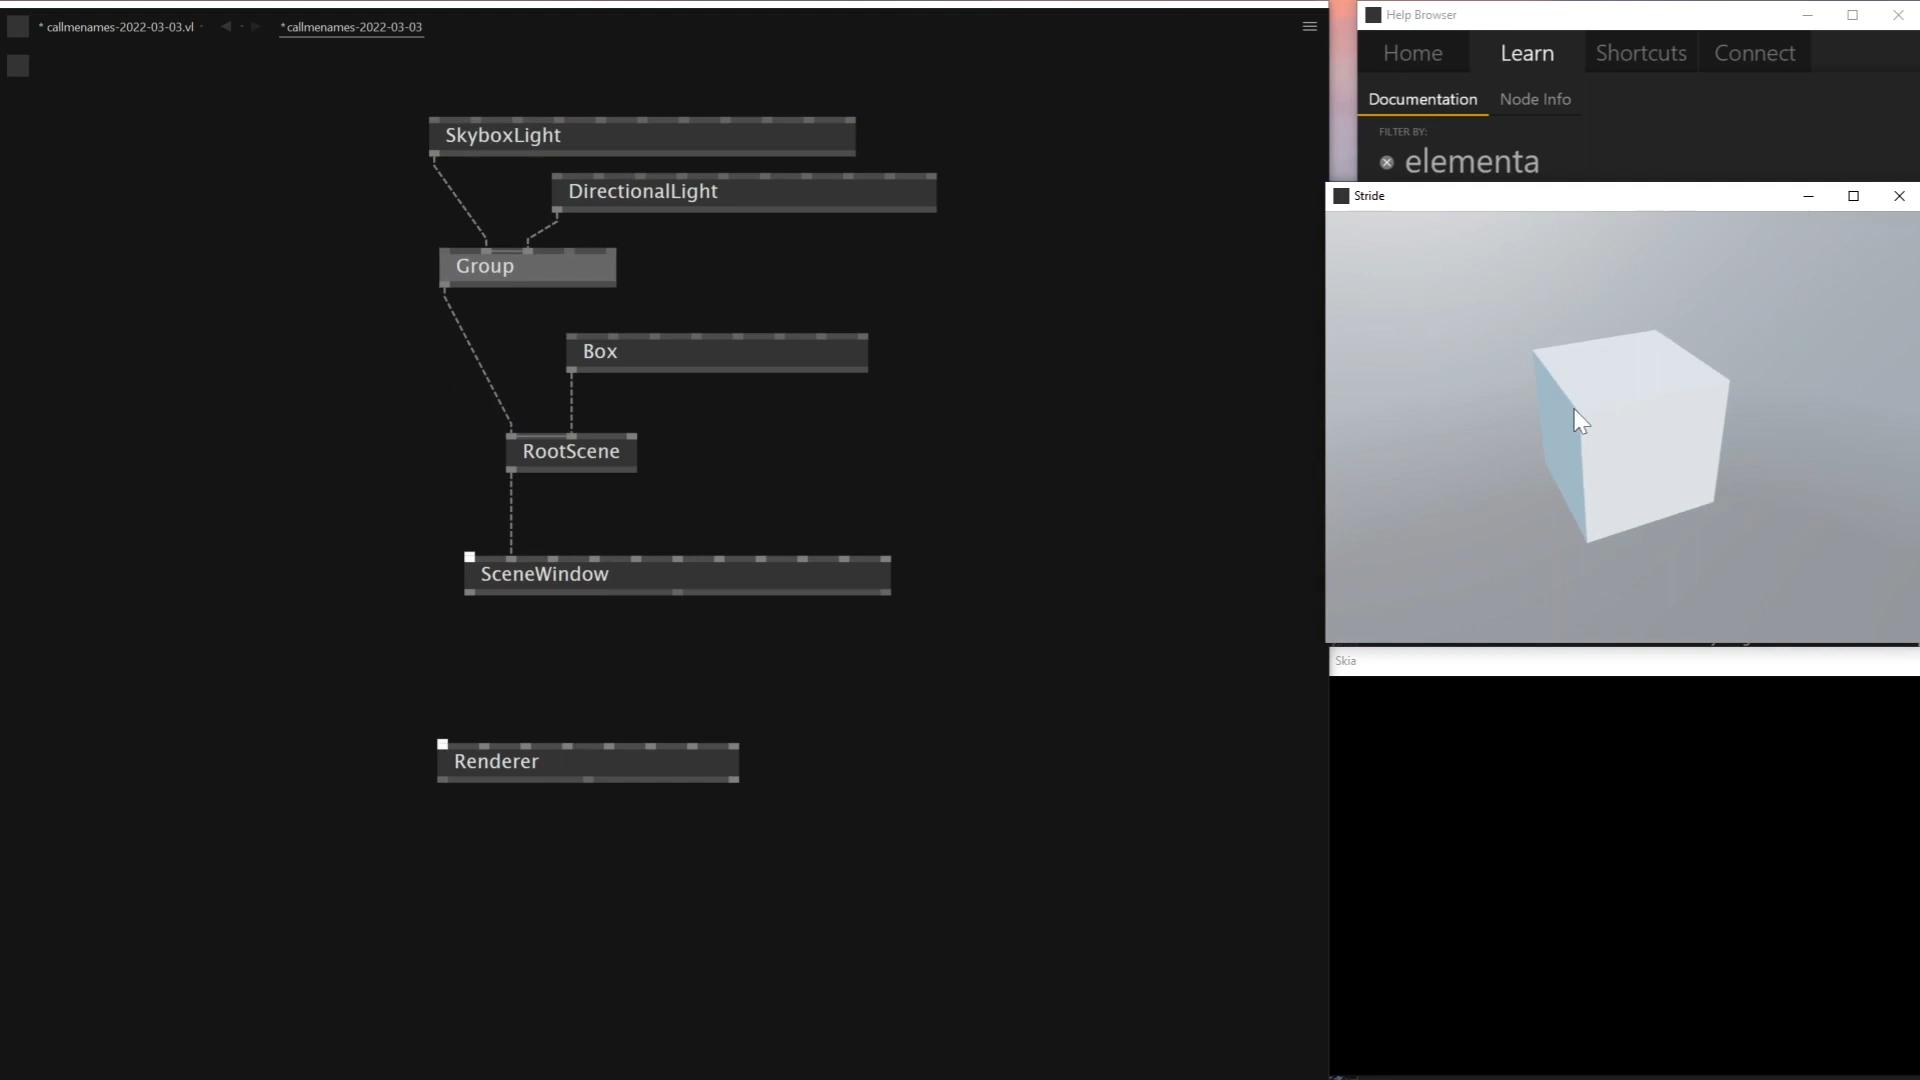 * callmenames-2022-03-03.vl
* callmenames-2022-03-03
SkyboxLight
DirectionalLight
Group
Box
RootScene
SceneWindow
Renderer
Help Browser
Home
Learn
Shortcuts
Connect
Documentation
Node Info
FILTER BY:
elementa
Stride
Skia